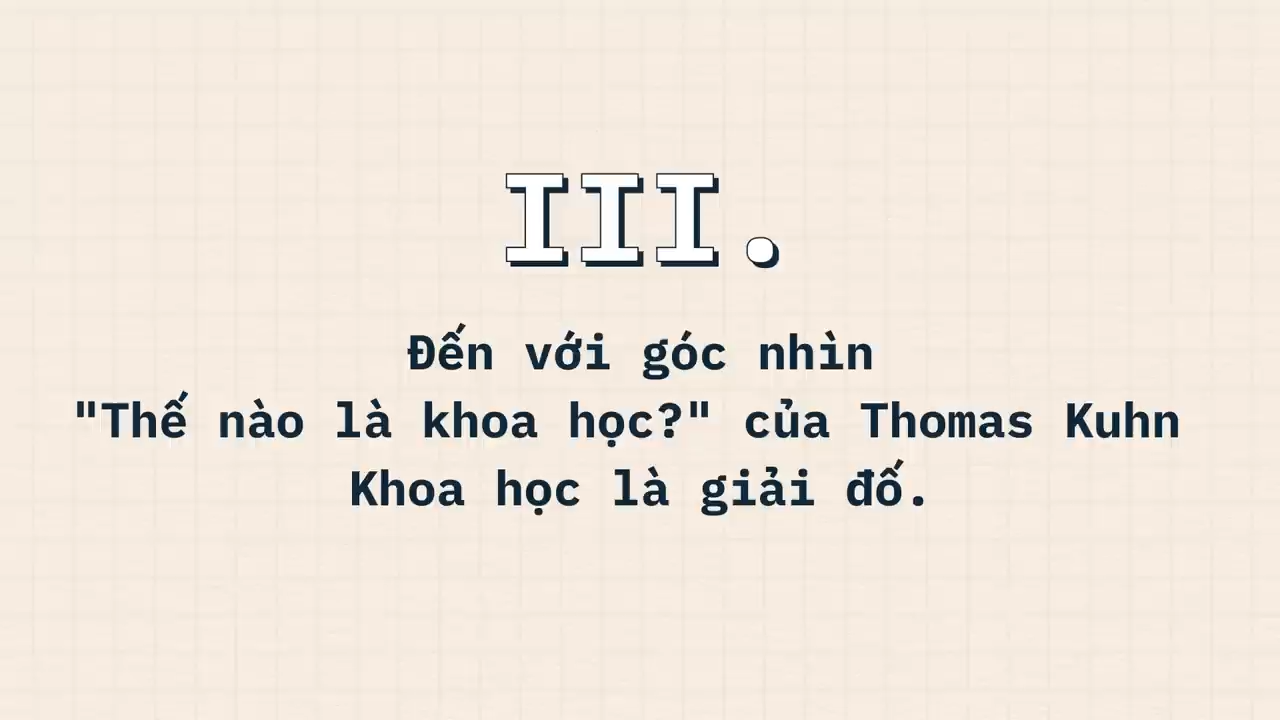 III.
Đến với góc nhìn
"Thế nào là khoa học?" của Thomas Kuhn
Khoa học là giải đố.